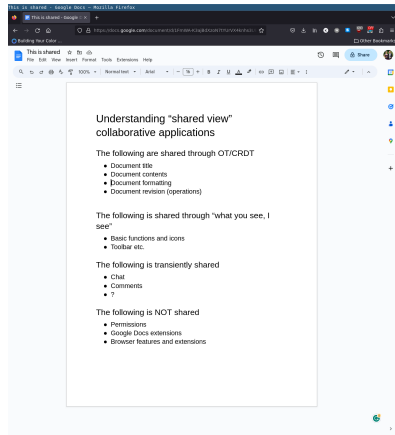 This is shared - Google Docs — Mozilla Firefox
This is shared - Google
Building Your Color ...
Other Bookmarks
This is shared
Share
File Edit View Insert Format Tools Extensions Help
100% Normal text Arial
Understanding “shared view”
collaborative applications
The following are shared through OT/CRDT
Document title
Document contents
Document formatting
Document revision (operations)
The following is shared through “what you see, I
see”
Basic functions and icons
Toolbar etc.
The following is transiently shared
Chat
Comments
?
The following is NOT shared
Permissions
Google Docs extensions
Browser features and extensions